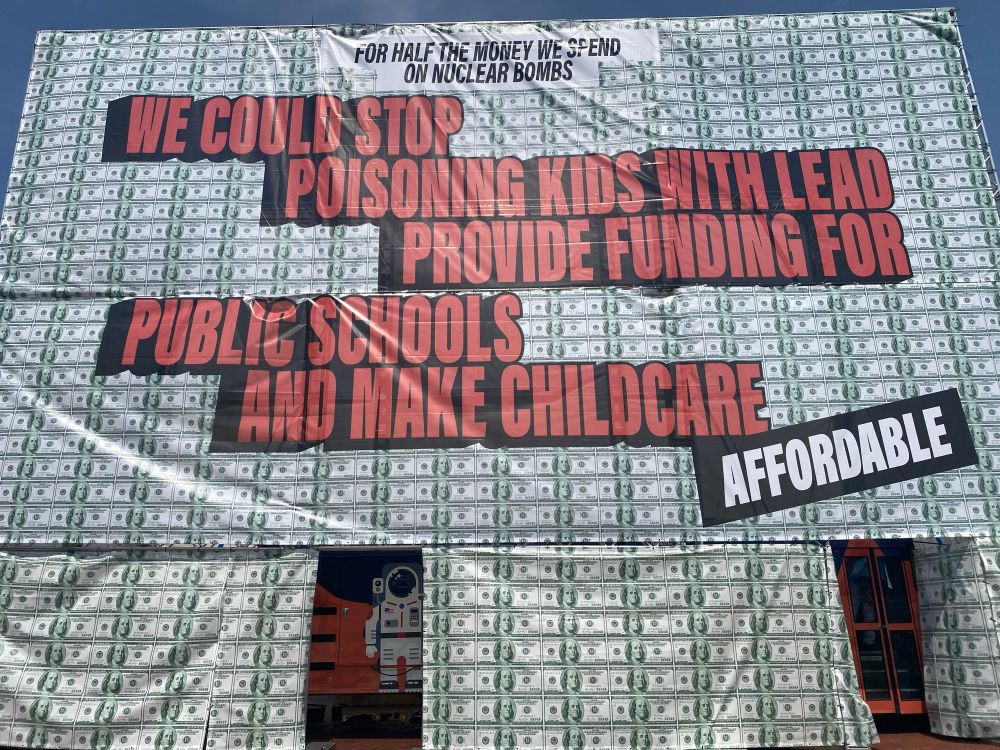 FOR HALF THE MONEY WE SPEND
ON NUCLEAR BOMBS
WE COULD STOP
POISONING KIDS WITH LEAD
PROVIDE FUNDING FOR
PUBLIC SCHOOLS
AND MAKE CHILDCARE
AFFORDABLE